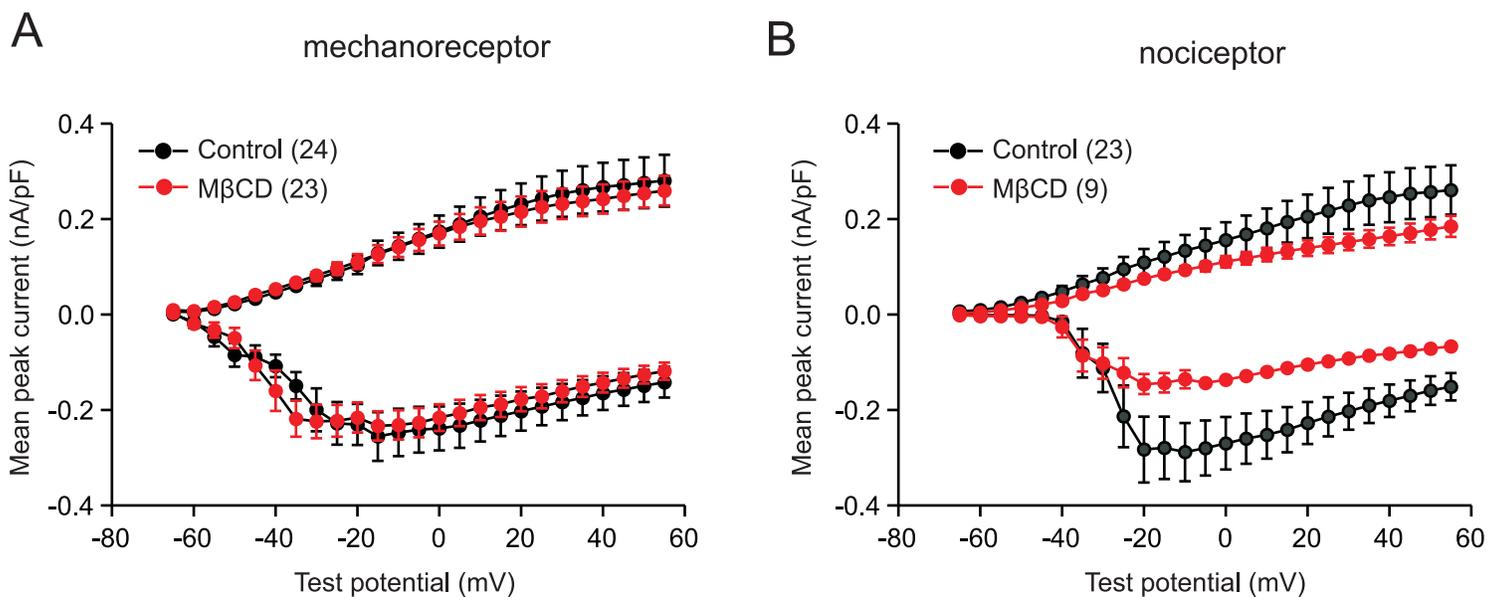 A
mechanoreceptor
Mean peak current (nA/pF)
0.4
0.2
0.0
-0.2
-0.4
Control (24)
MβCD (23)
-80 -60 -40 -20 0 20 40 60
Test potential (mV)
B
nociceptor
Mean peak current (nA/pF)
0.4
0.2
0.0
-0.2
-0.4
Control (23)
MβCD (9)
-80 -60 -40 -20 0 20 40 60
Test potential (mV)